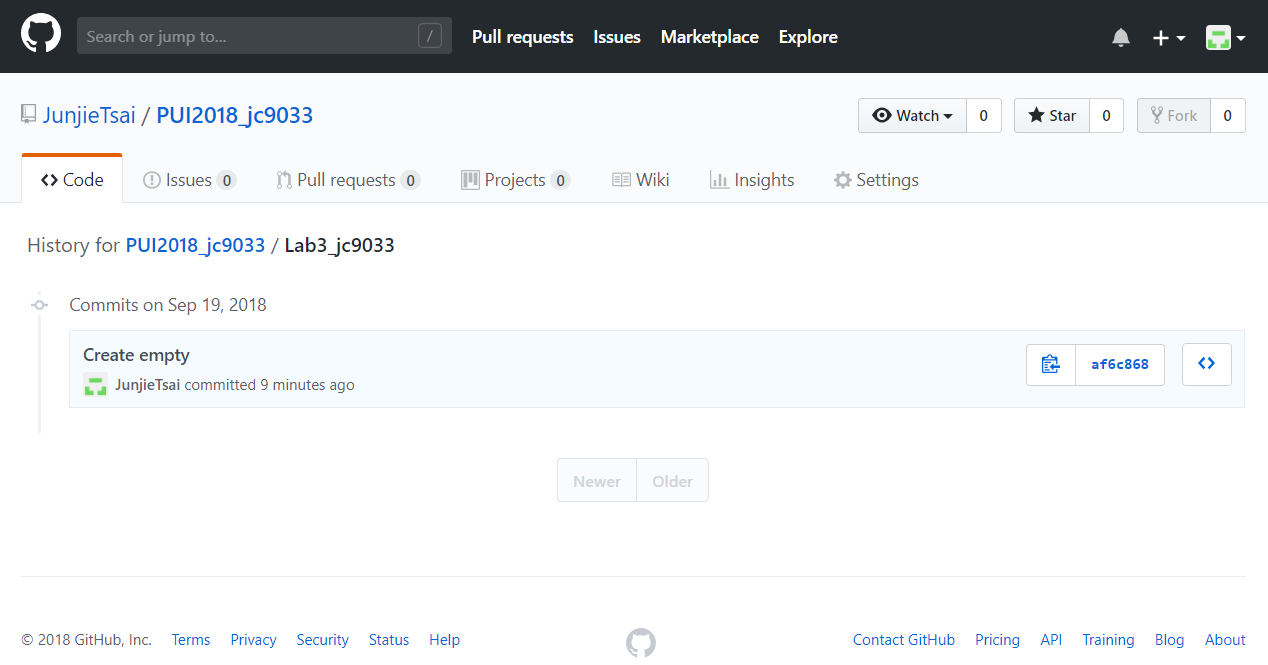 Search or jump to... / Pull requests Issues Marketplace Explore
JunjieTsai / PUI2018_jc9033 Watch 0 Star 0 Fork 0
Code Issues 0 Pull requests 0 Projects 0 Wiki Insights Settings
History for PUI2018_jc9033 / Lab3_jc9033
Commits on Sep 19, 2018
Create empty
JunjieTsai committed 9 minutes ago
af6c868
Newer Older
© 2018 GitHub, Inc. Terms Privacy Security Status Help Contact GitHub Pricing API Training Blog About